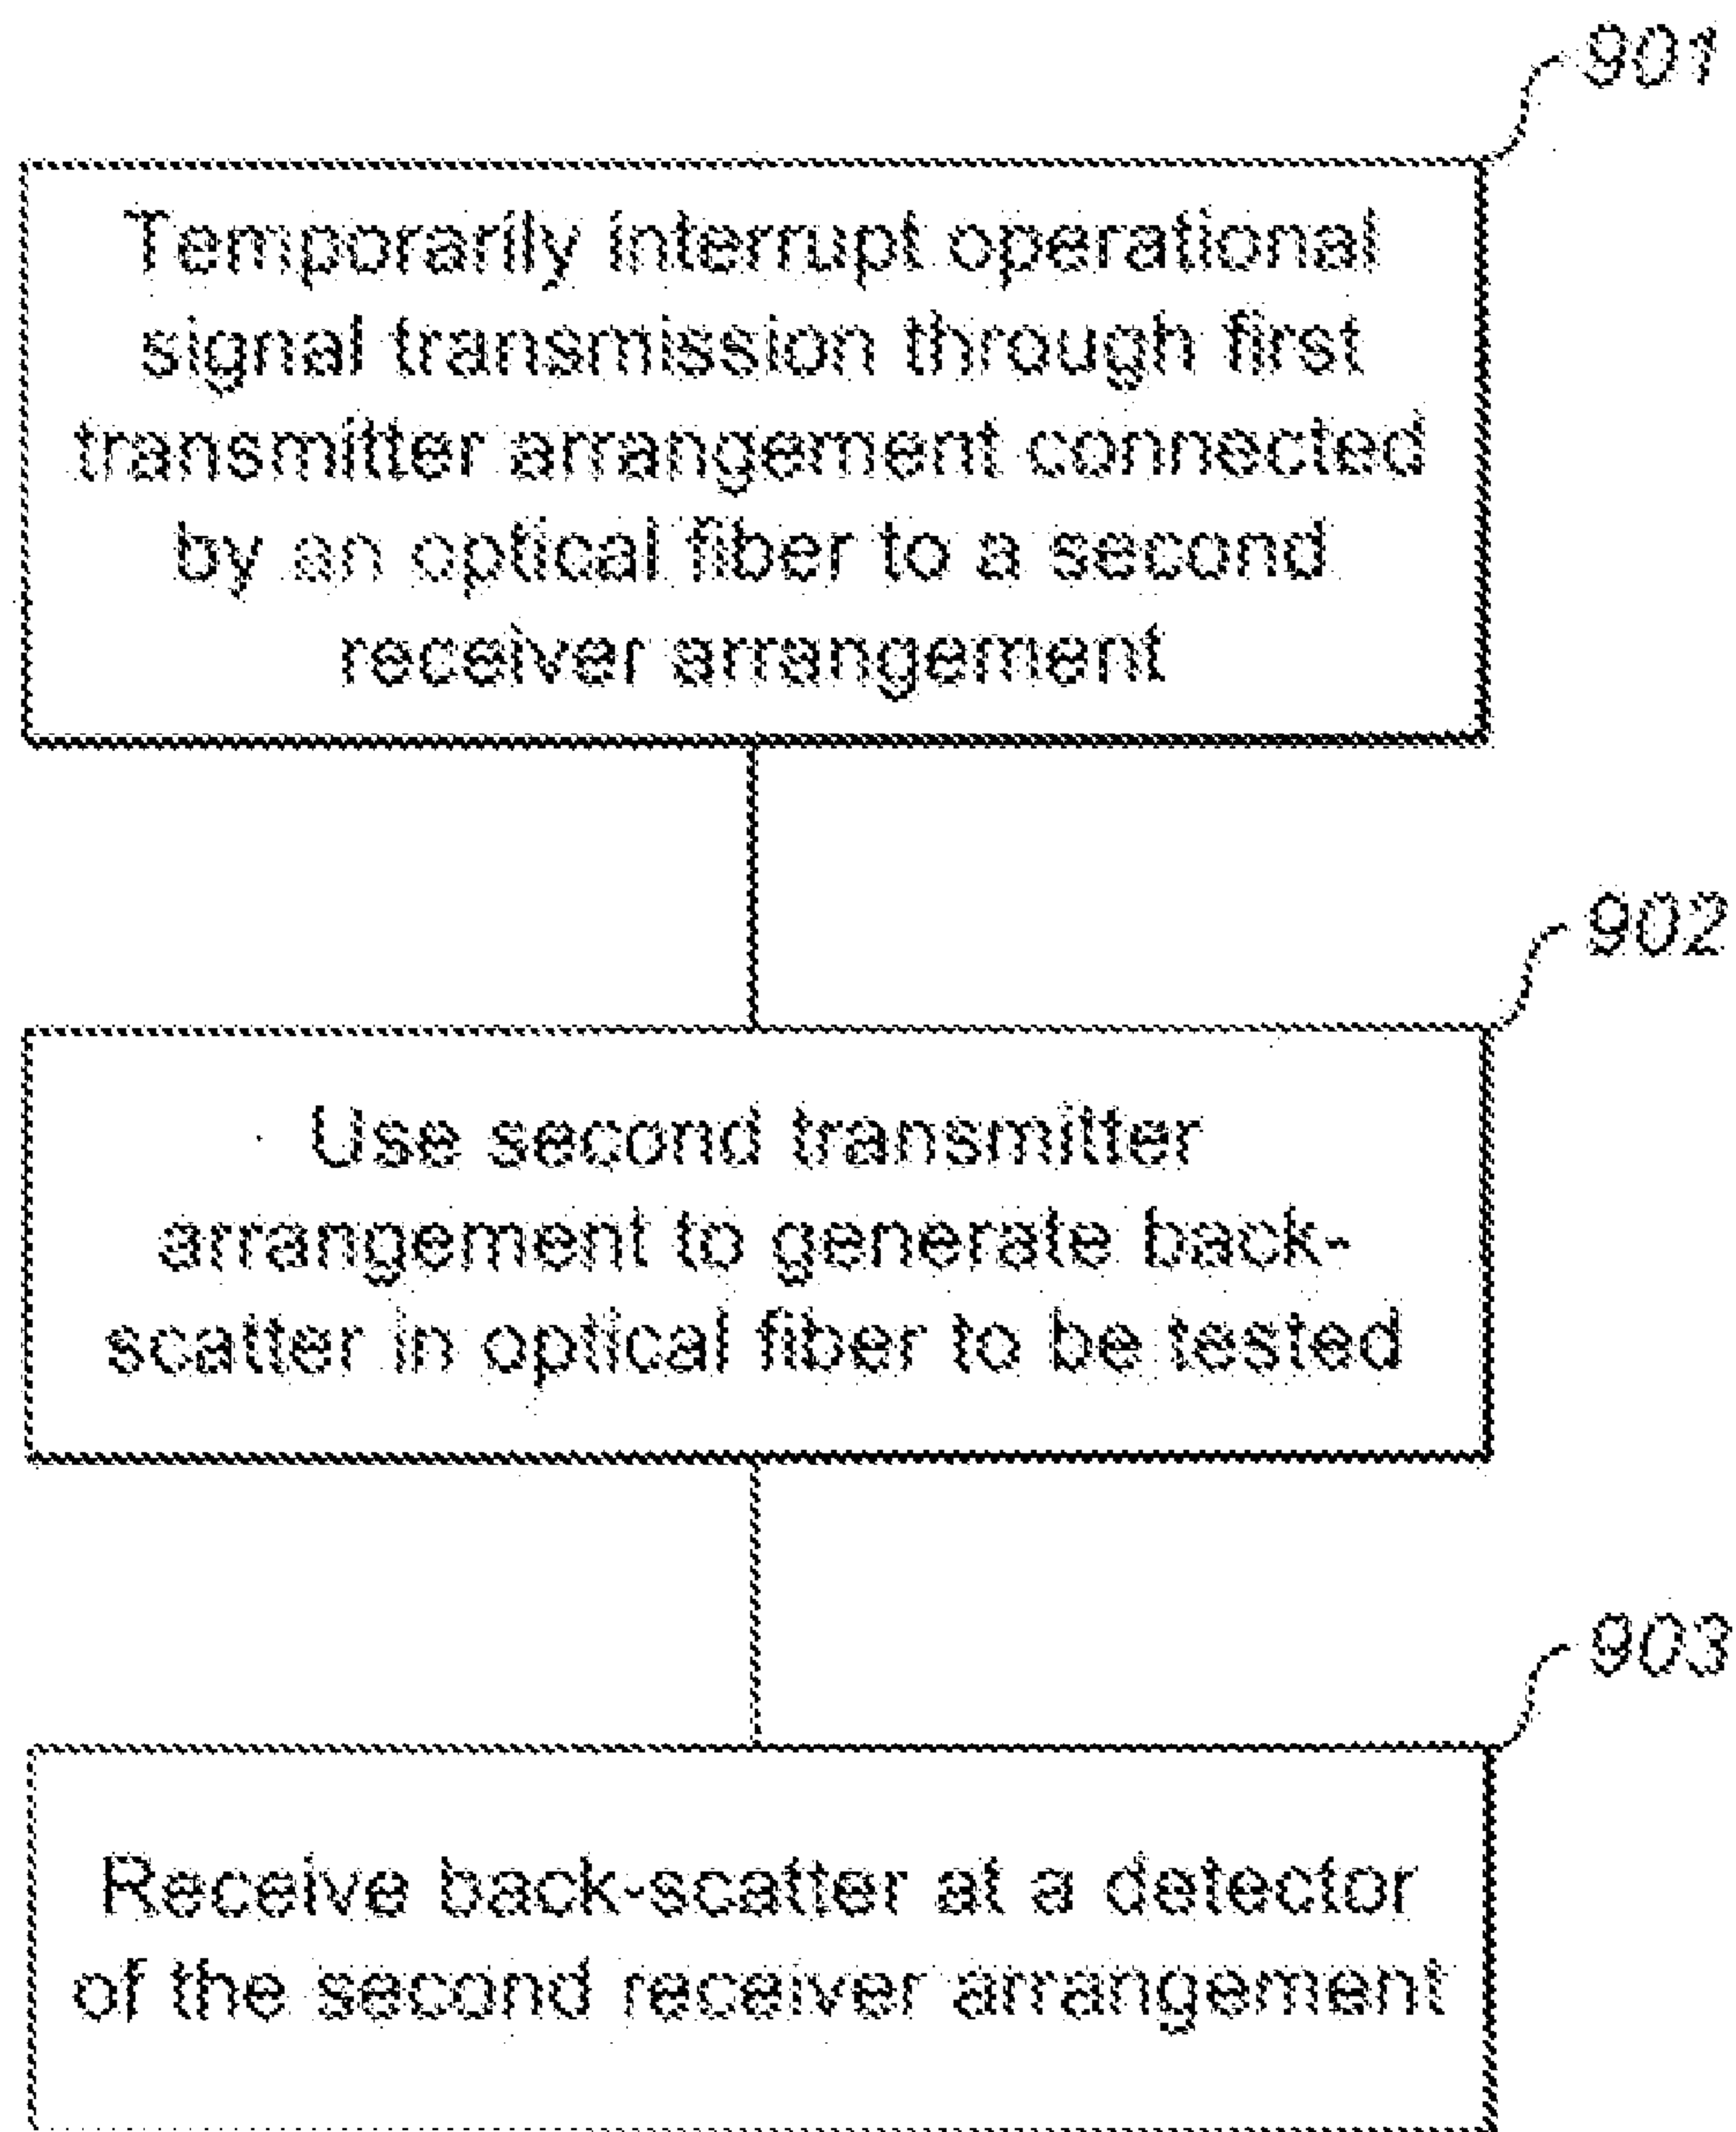 901
Temporarily interrupt operational
signal transmission through first
transmitter arrangement connected
by an optical fiber to a second
receiver arrangement
902
Use second transmitter
arrangement to generate back-
scatter in optical fiber to be tested
903
Receive back-scatter at a detector
of the second receiver arrangement